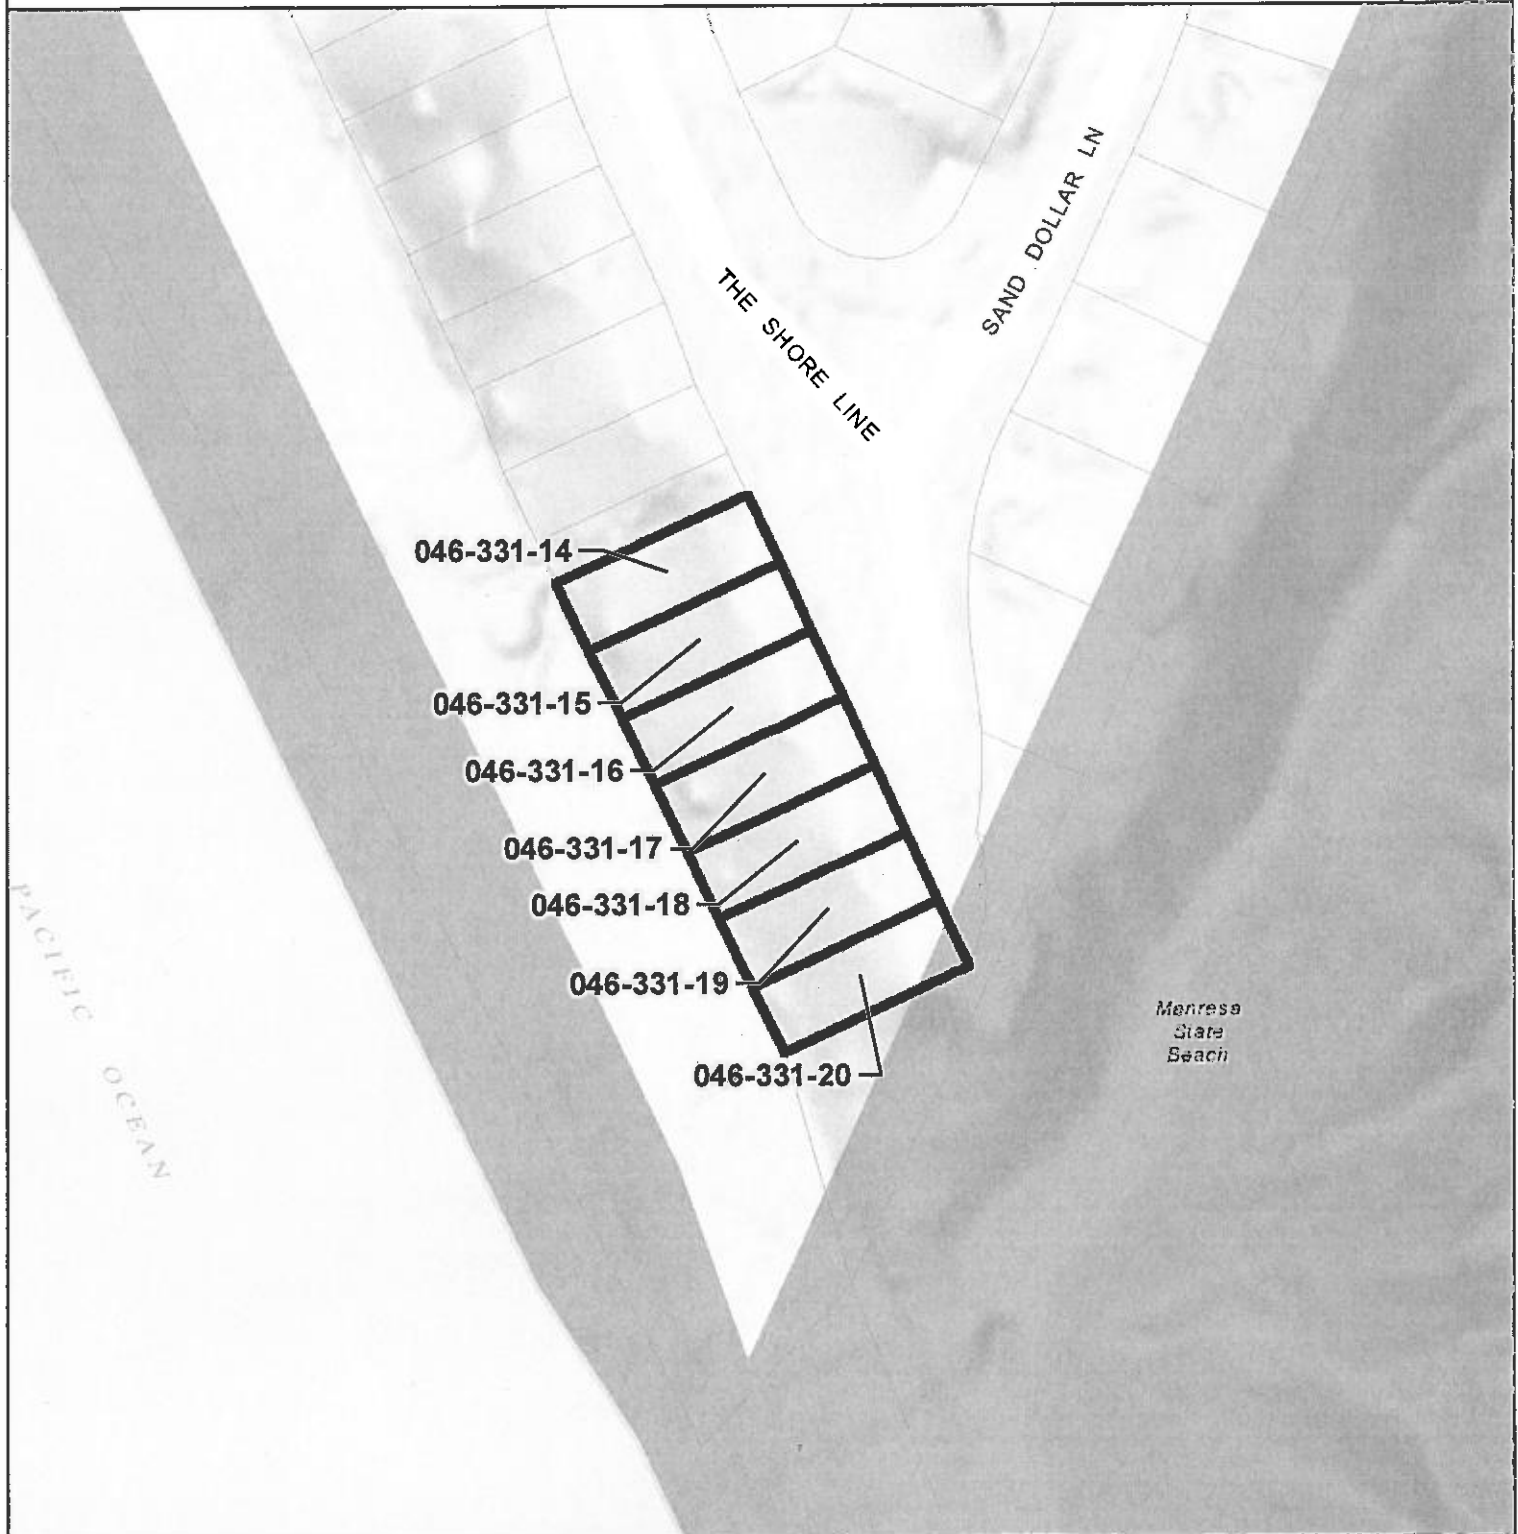 SAND DOLLAR LN
THE SHORE LINE
046-331-14
046-331-15
046-331-16
046-331-17
046-331-18
046-331-19
046-331-20
PACIFIC OCEAN
Manresa
State
Beach